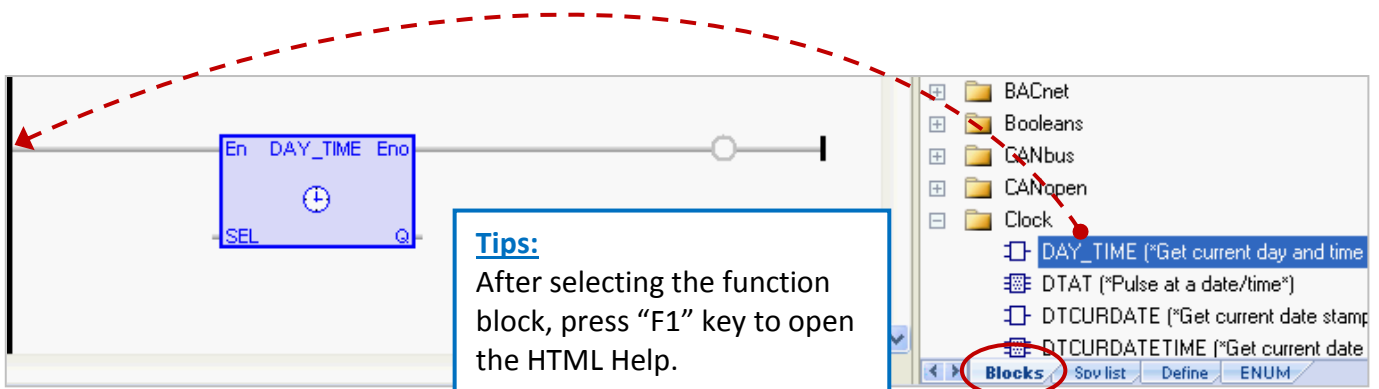 En DAY_TIME Eno
SEL Q
Tips:
After selecting the function
block, press “F1” key to open
the HTML Help.
BACnet
Booleans
CANbus
CANopen
Clock
DAY_TIME (*Get current day and time
DTAT (*Pulse at a date/time*)
DTCURDATE (*Get current date stamp
DTCURDATETIME (*Get current date
Blocks Spy list Define ENUM